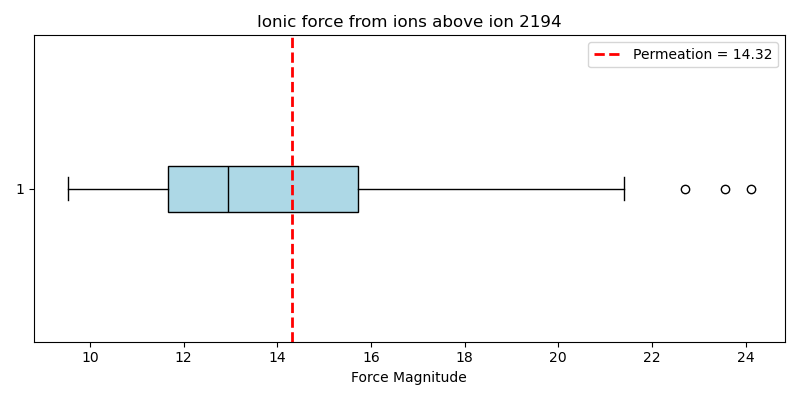 Ionic force from ions above ion 2194
Permeation = 14.32
1
10 12 14 16 18 20 22 24
Force Magnitude